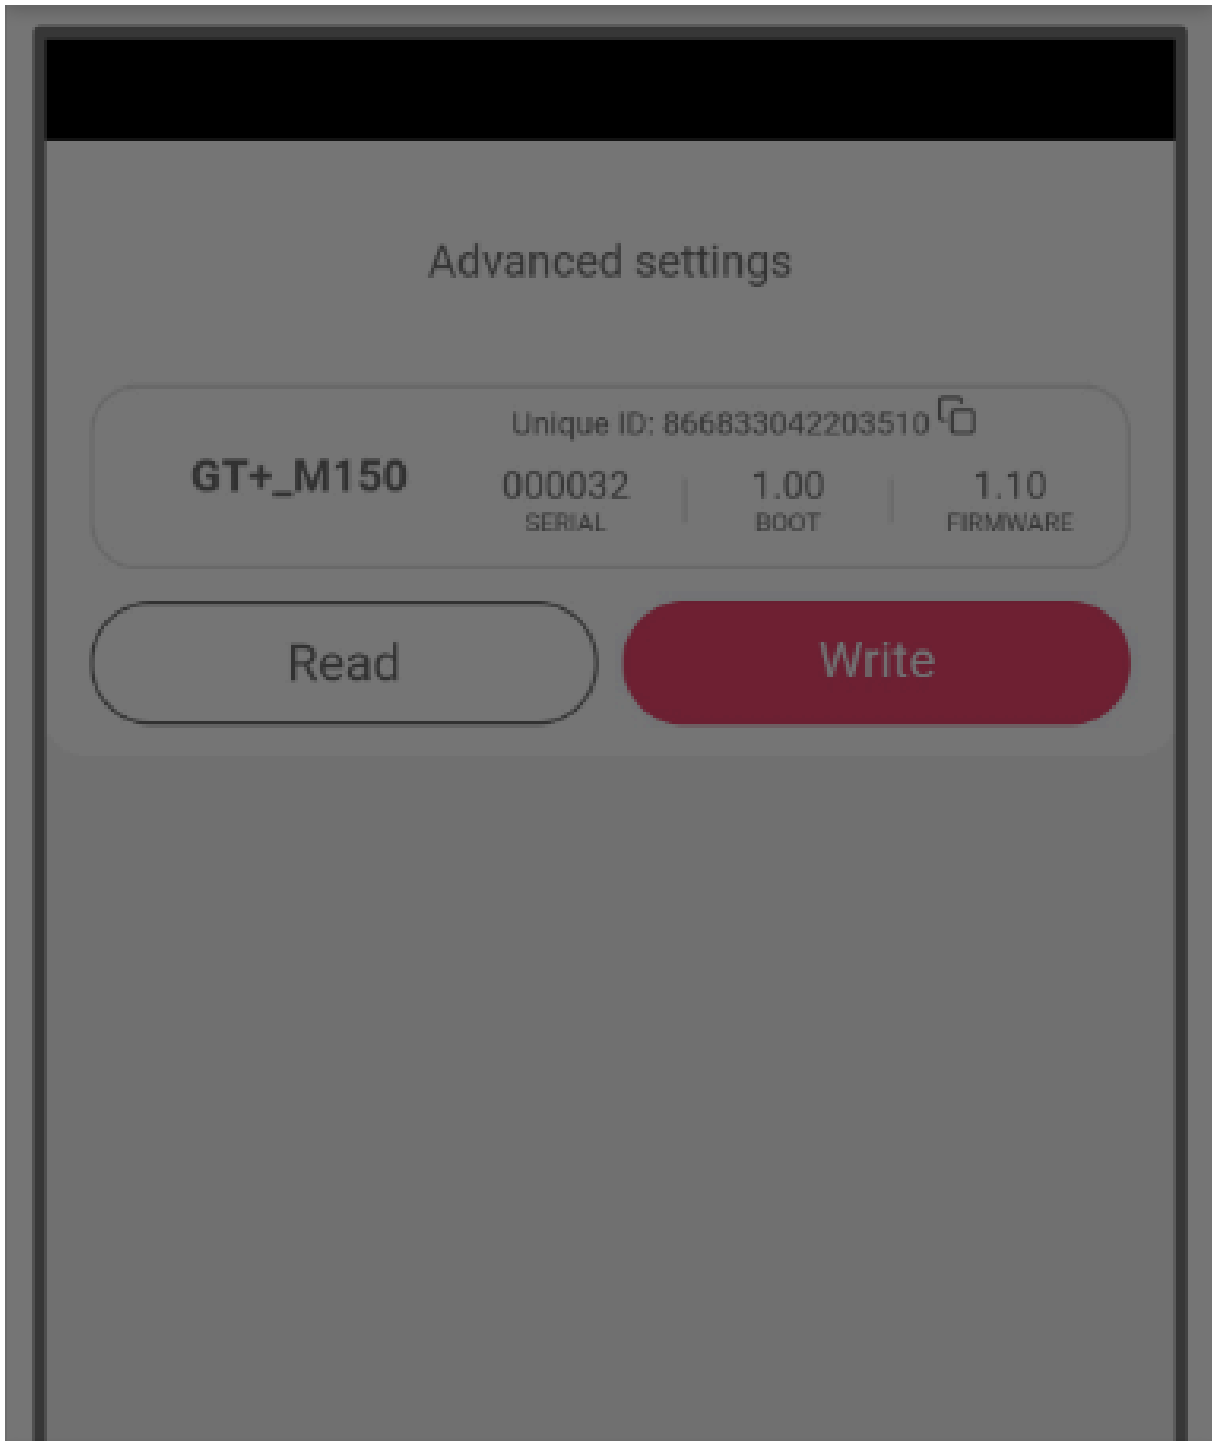 Advanced settings
Unique ID: 866833042203510
GT+_M150
000032
SERIAL
1.00
BOOT
1.10
FIRMWARE
Read
Write